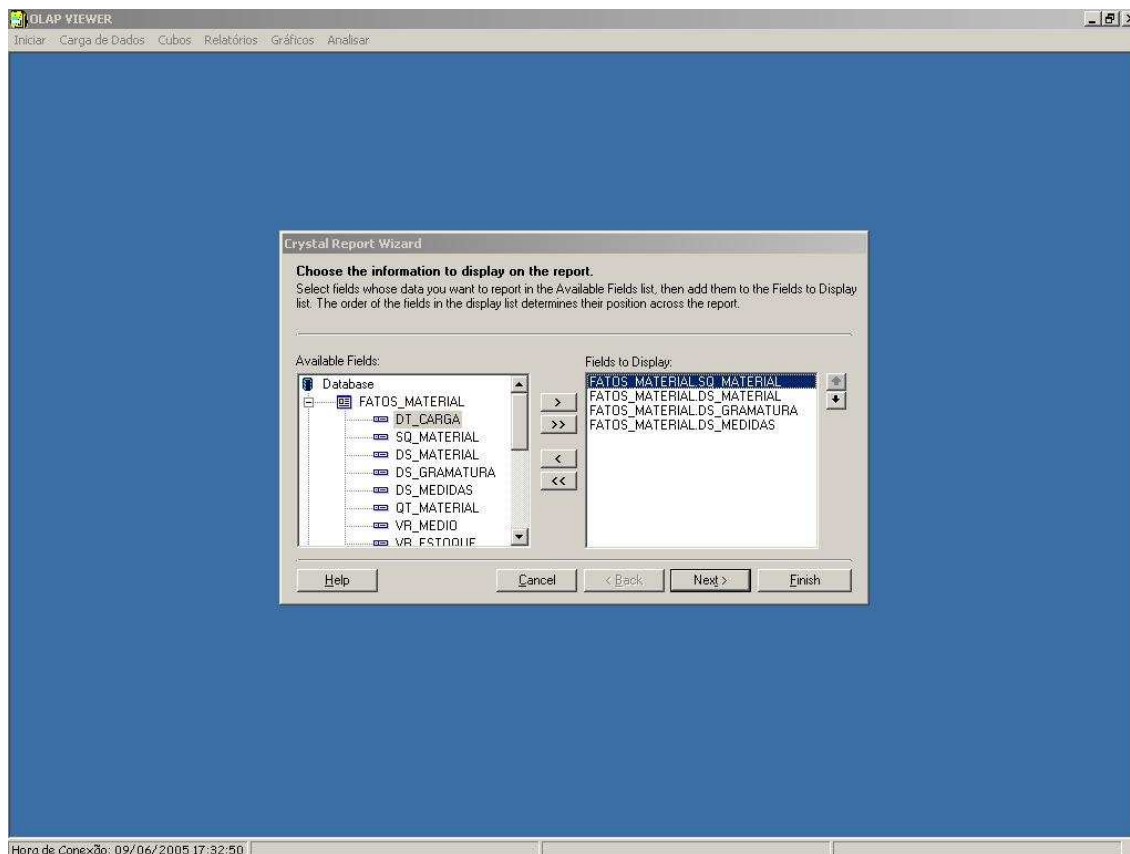 OLAP VIEWER
Iniciar Carga de Dados Cubos Relatórios Gráficos Analisar
Crystal Report Wizard
Choose the information to display on the report.
Select fields whose data you want to report in the Available Fields list, then add them to the Fields to Display
list. The order of the fields in the display list determines their position across the report.
Available Fields:
Database
FATOS_MATERIAL
DT_CARGA
SQ_MATERIAL
DS_MATERIAL
DS_GRAMATURA
DS_MEDIDAS
QT_MATERIAL
VR_MEDIO
VR_ESTOQUE
>
>>
<
<<
Fields to Display:
FATOS_MATERIAL.SQ_MATERIAL
FATOS_MATERIAL.DS_MATERIAL
FATOS_MATERIAL.DS_GRAMATURA
FATOS_MATERIAL.DS_MEDIDAS
Help Cancel < Back Next > Finish
Hora de Conexão: 09/06/2005 17:32:50